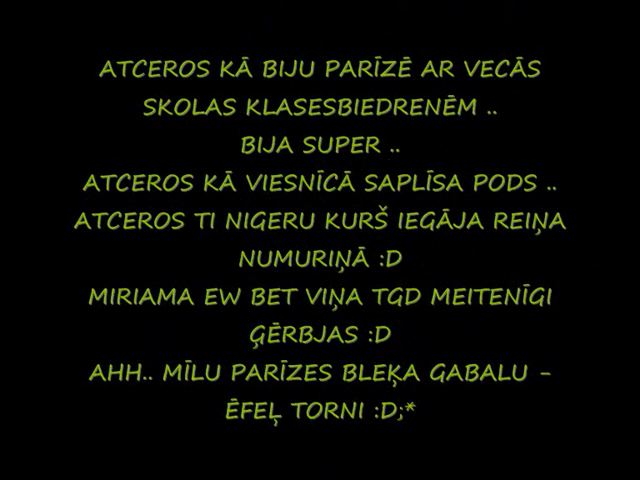 ATCEROS KĀ BIJU PARĪZĒ AR VECĀS
SKOLAS KLASESBIEDRENĒM ..
BIJA SUPER ..
ATCEROS KĀ VIESNĪCĀ SAPLĪSA PODS ..
ATCEROS TI NIGERU KURŠ IEGĀJA REIŅA
NUMURIŅĀ :D
MIRIAMA EW BET VIŅA TGD MEITENĪGI
ĢĒRBJAS :D
AHH.. MĪLU PARĪZES BLEĶA GABALU -
ĒFEĻ TORNI :D;*